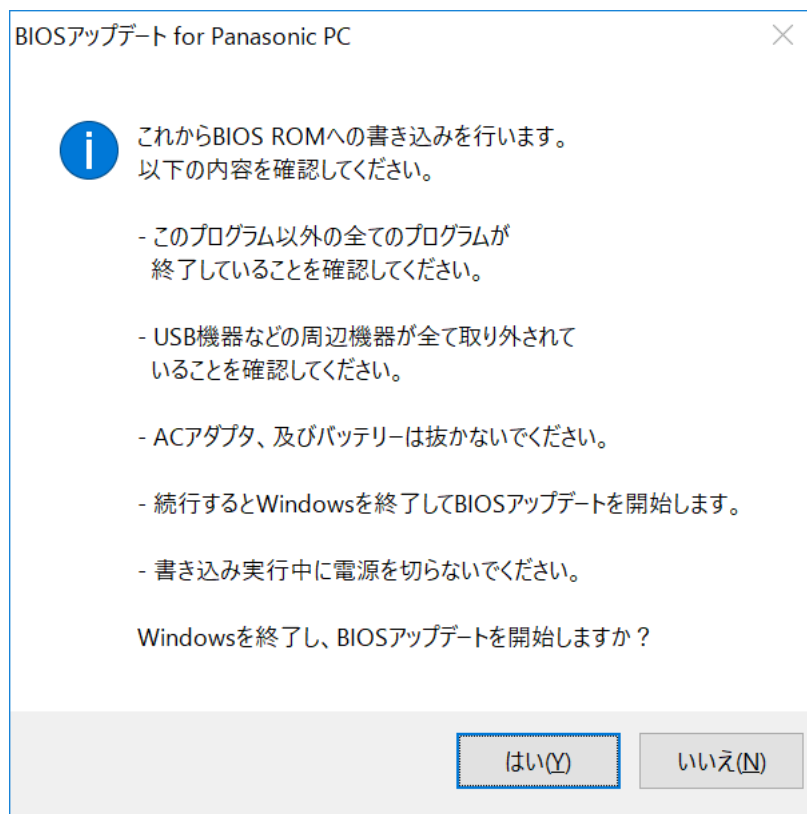 BIOSアップデート for Panasonic PC
これからBIOS ROMへの書き込みを行います。
以下の内容を確認してください。
- このプログラム以外の全てのプログラムが
終了していることを確認してください。
- USB機器などの周辺機器が全て取り外されて
いることを確認してください。
- ACアダプタ、及びバッテリーは抜かないでください。
- 続行するとWindowsを終了してBIOSアップデートを開始します。
- 書き込み実行中に電源を切らないでください。
Windowsを終了し、BIOSアップデートを開始しますか？
はい(Y)
いいえ(N)